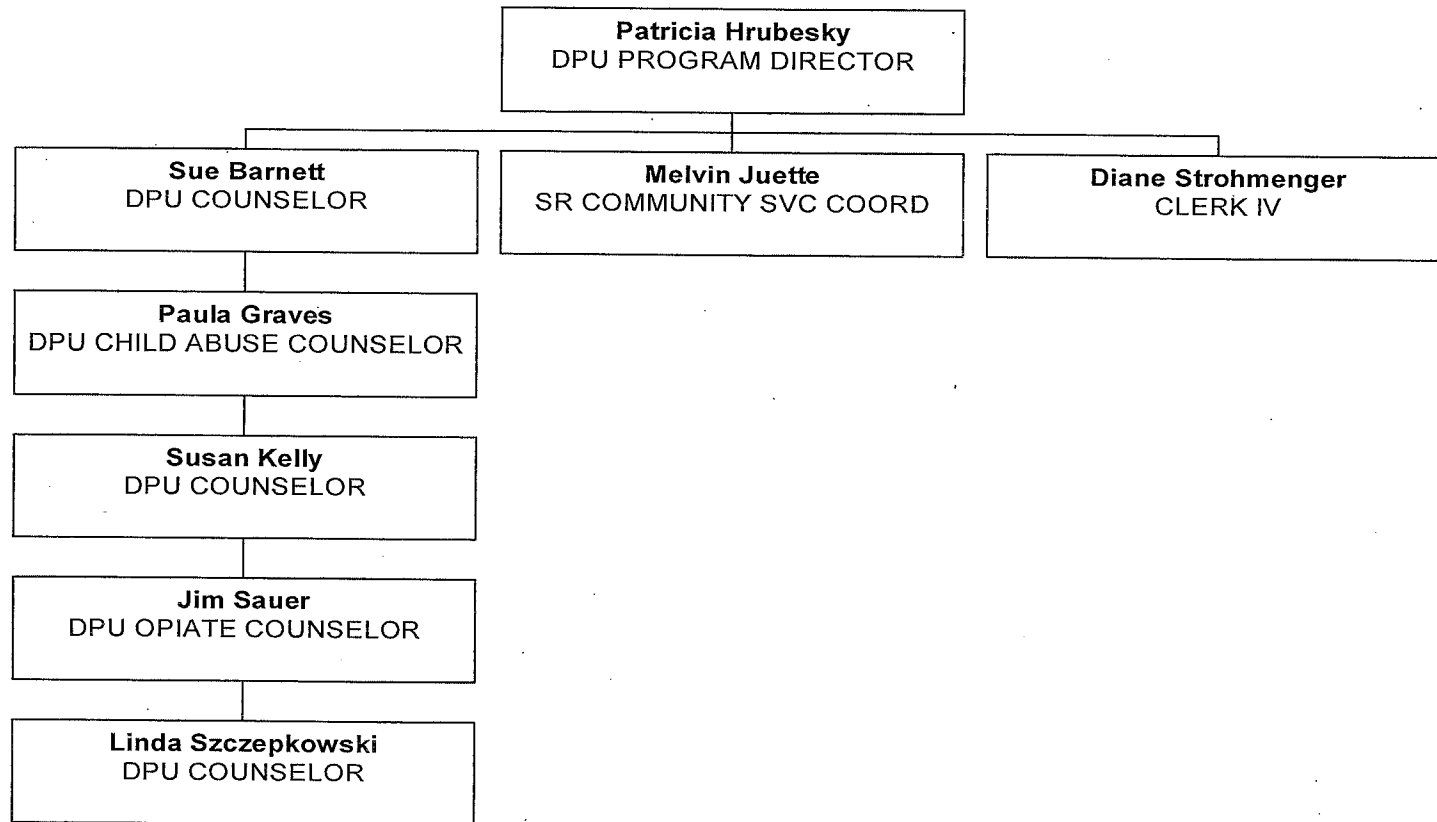 Patricia Hrubesky
DPU PROGRAM DIRECTOR
Sue Barnett
DPU COUNSELOR
Melvin Juette
SR COMMUNITY SVC COORD
Diane Strohmenger
CLERK IV
Paula Graves
DPU CHILD ABUSE COUNSELOR
Susan Kelly
DPU COUNSELOR
Jim Sauer
DPU OPIATE COUNSELOR
Linda Szczepkowski
DPU COUNSELOR